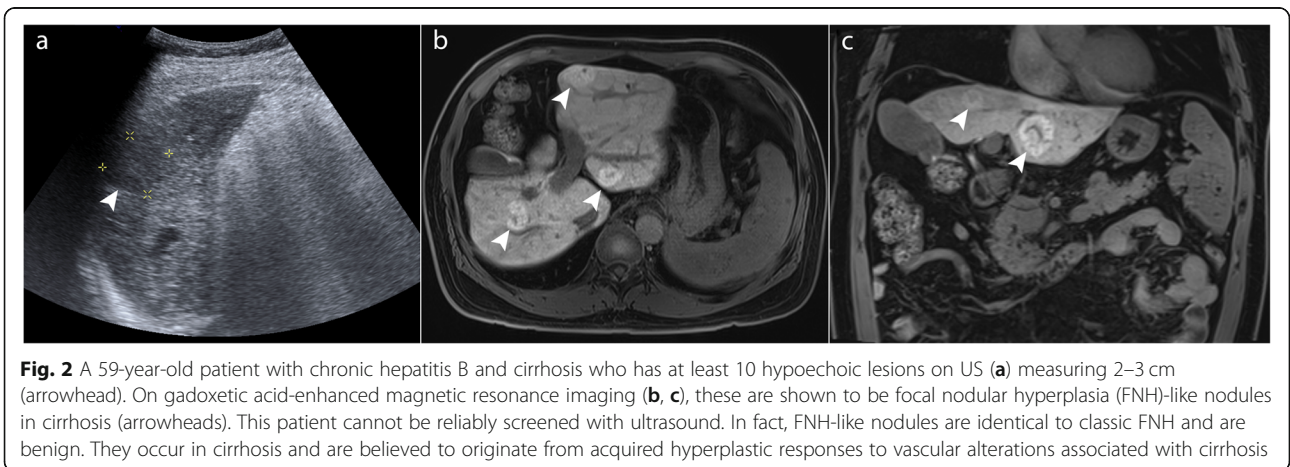 a
b
c
Fig. 2 A 59-year-old patient with chronic hepatitis B and cirrhosis who has at least 10 hypoechoic lesions on US (a) measuring 2–3 cm
(arrowhead). On gadoxetic acid-enhanced magnetic resonance imaging (b, c), these are shown to be focal nodular hyperplasia (FNH)-like nodules
in cirrhosis (arrowheads). This patient cannot be reliably screened with ultrasound. In fact, FNH-like nodules are identical to classic FNH and are
benign. They occur in cirrhosis and are believed to originate from acquired hyperplastic responses to vascular alterations associated with cirrhosis